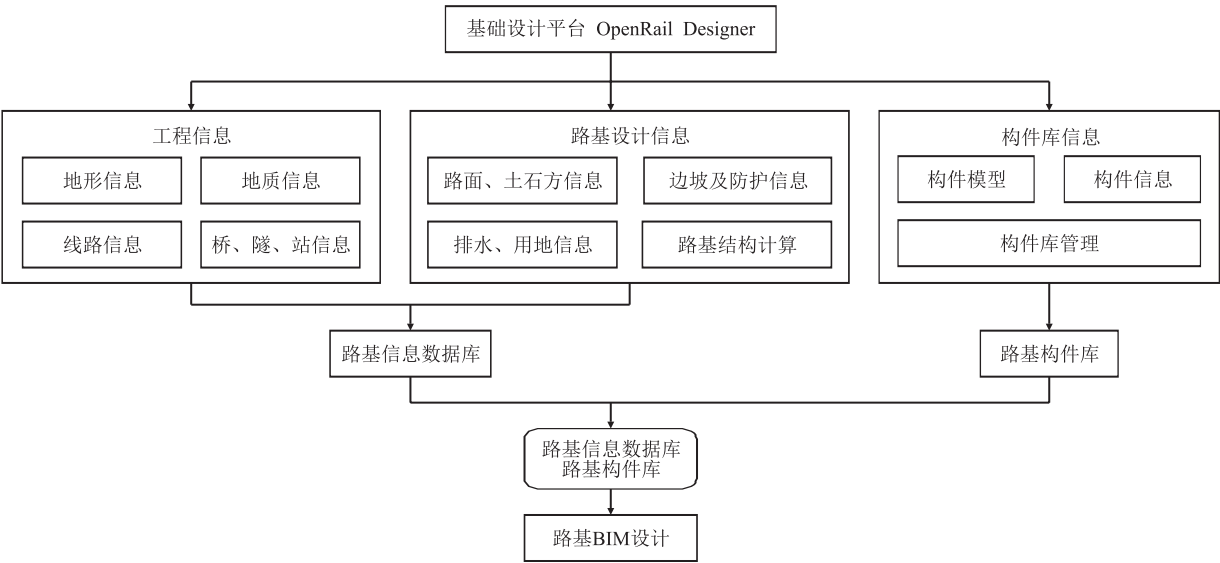 基础设计平台 OpenRail Designer
工程信息
地形信息
地质信息
线路信息
桥、隧、站信息
路基设计信息
路面、土石方信息
边坡及防护信息
排水、用地信息
路基结构计算
构件库信息
构件模型
构件信息
构件库管理
路基信息数据库
路基构件库
路基信息数据库
路基构件库
路基BIM设计